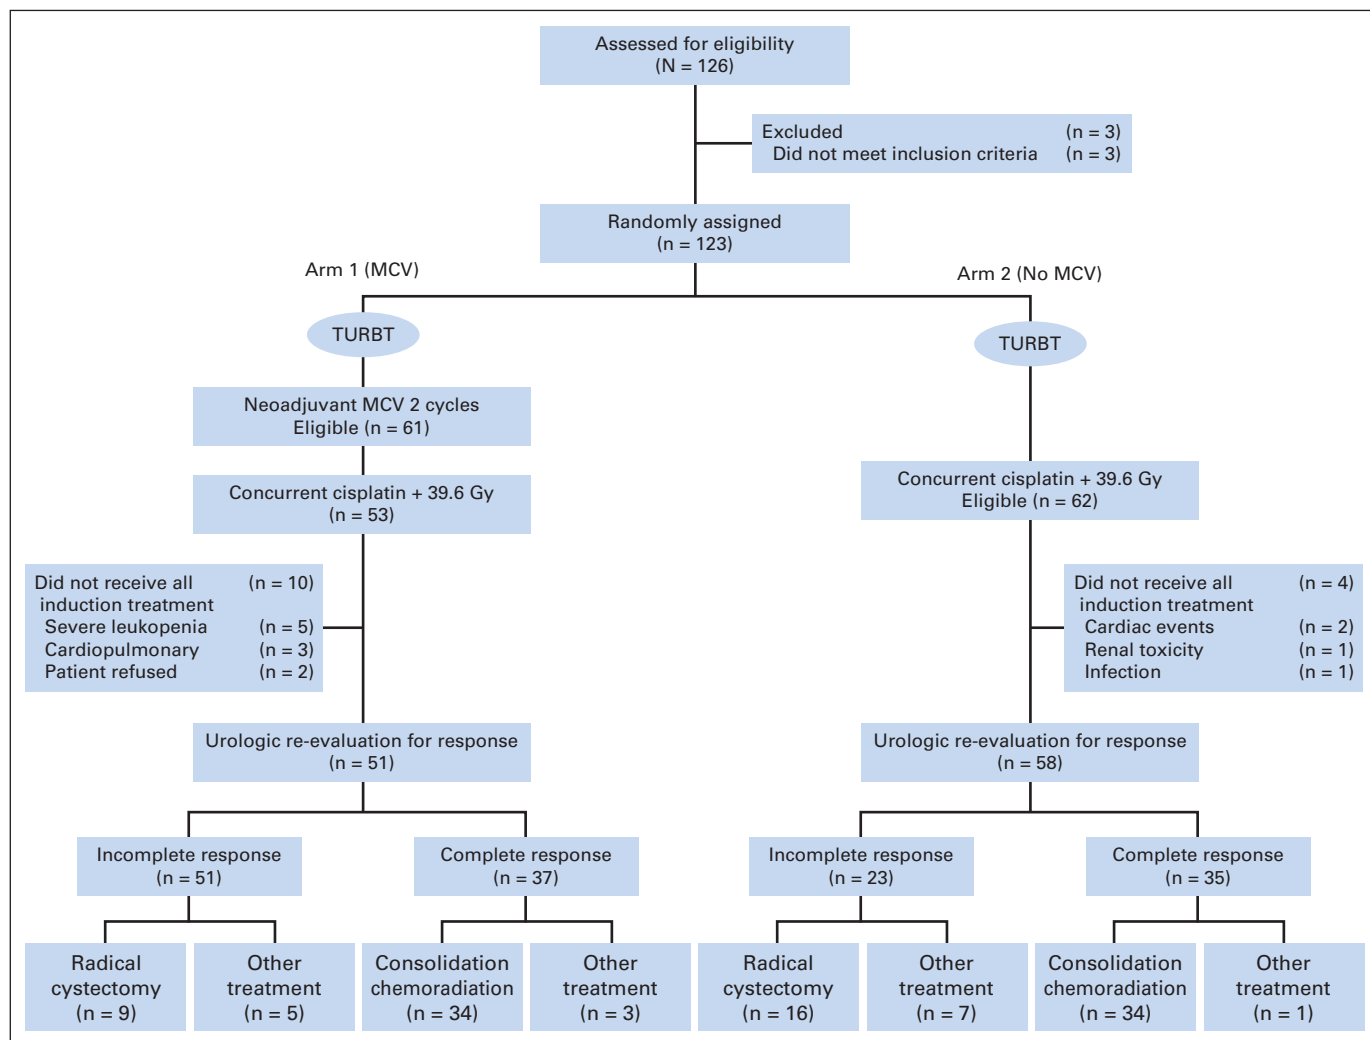 Assessed for eligibility
(N = 126)
Excluded (n = 3)
Did not meet inclusion criteria (n = 3)
Randomly assigned
(n = 123)
Arm 1 (MCV)
Arm 2 (No MCV)
TURBT
TURBT
Neoadjuvant MCV 2 cycles
Eligible (n = 61)
Concurrent cisplatin + 39.6 Gy
(n = 53)
Concurrent cisplatin + 39.6 Gy
Eligible (n = 62)
Did not receive all (n = 10)
induction treatment
Severe leukopenia (n = 5)
Cardiopulmonary (n = 3)
Patient refused (n = 2)
Did not receive all (n = 4)
induction treatment
Cardiac events (n = 2)
Renal toxicity (n = 1)
Infection (n = 1)
Urologic re-evaluation for response
(n = 51)
Urologic re-evaluation for response
(n = 58)
Incomplete response
(n = 51)
Complete response
(n = 37)
Incomplete response
(n = 23)
Complete response
(n = 35)
Radical
cystectomy
(n = 9)
Other
treatment
(n = 5)
Consolidation
chemoradiation
(n = 34)
Other
treatment
(n = 3)
Radical
cystectomy
(n = 16)
Other
treatment
(n = 7)
Consolidation
chemoradiation
(n = 34)
Other
treatment
(n = 1)